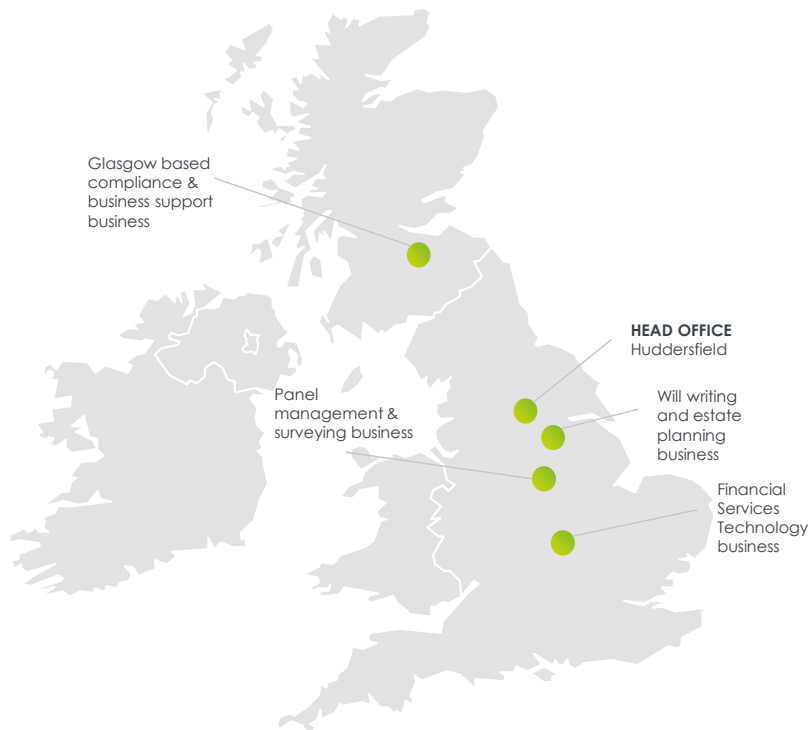 Glasgow based
compliance &
business support
business
HEAD OFFICE
Huddersfield
Panel
management &
surveying business
Will writing
and estate
planning
business
Financial
Services
Technology
business